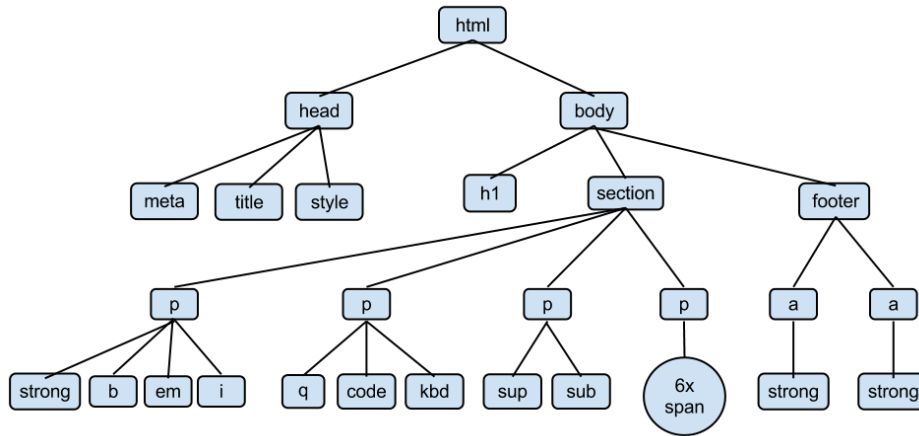 html
head
body
meta
title
style
h1
section
footer
p
p
p
p
a
a
strong
b
em
i
q
code
kbd
sup
sub
6x
span
strong
strong